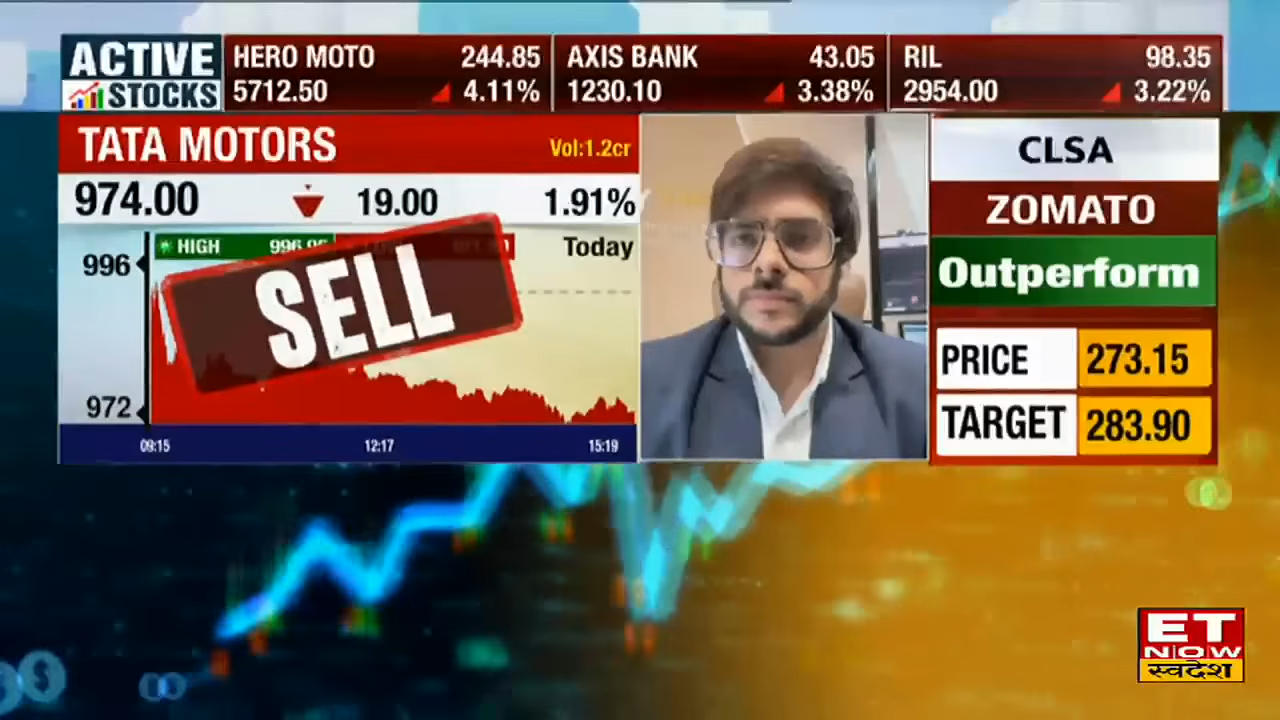 ACTIVE
STOCKS
HERO MOTO 244.85
5712.50 4.11%
AXIS BANK 43.05
1230.10 3.38%
RIL 98.35
2954.00 3.22%
TATA MOTORS Vol:1.2cr
974.00 19.00 1.91%
HIGH
Today
996
SELL
972
09:15 12:17 15:19
CLSA
ZOMATO
Outperform
PRICE 273.15
TARGET 283.90
ET
NOW
स्वदेश